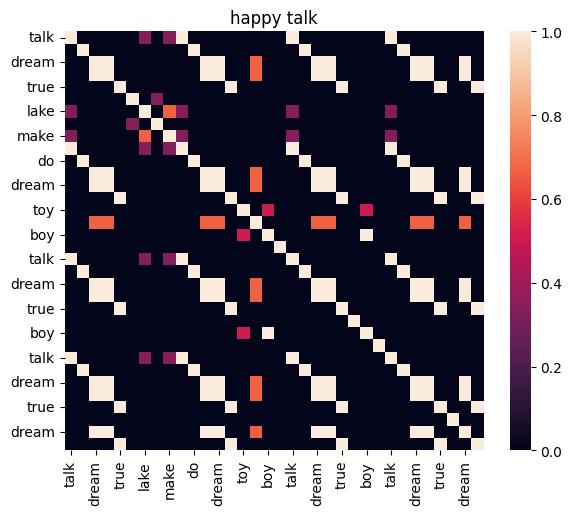 happy talk
talk
dream
true
lake
make
do
dream
toy
boy
talk
dream
true
boy
talk
dream
true
dream
talk
dream
true
lake
make
do
dream
toy
boy
talk
dream
true
boy
talk
dream
true
dream
1.0
0.8
0.6
0.4
0.2
0.0